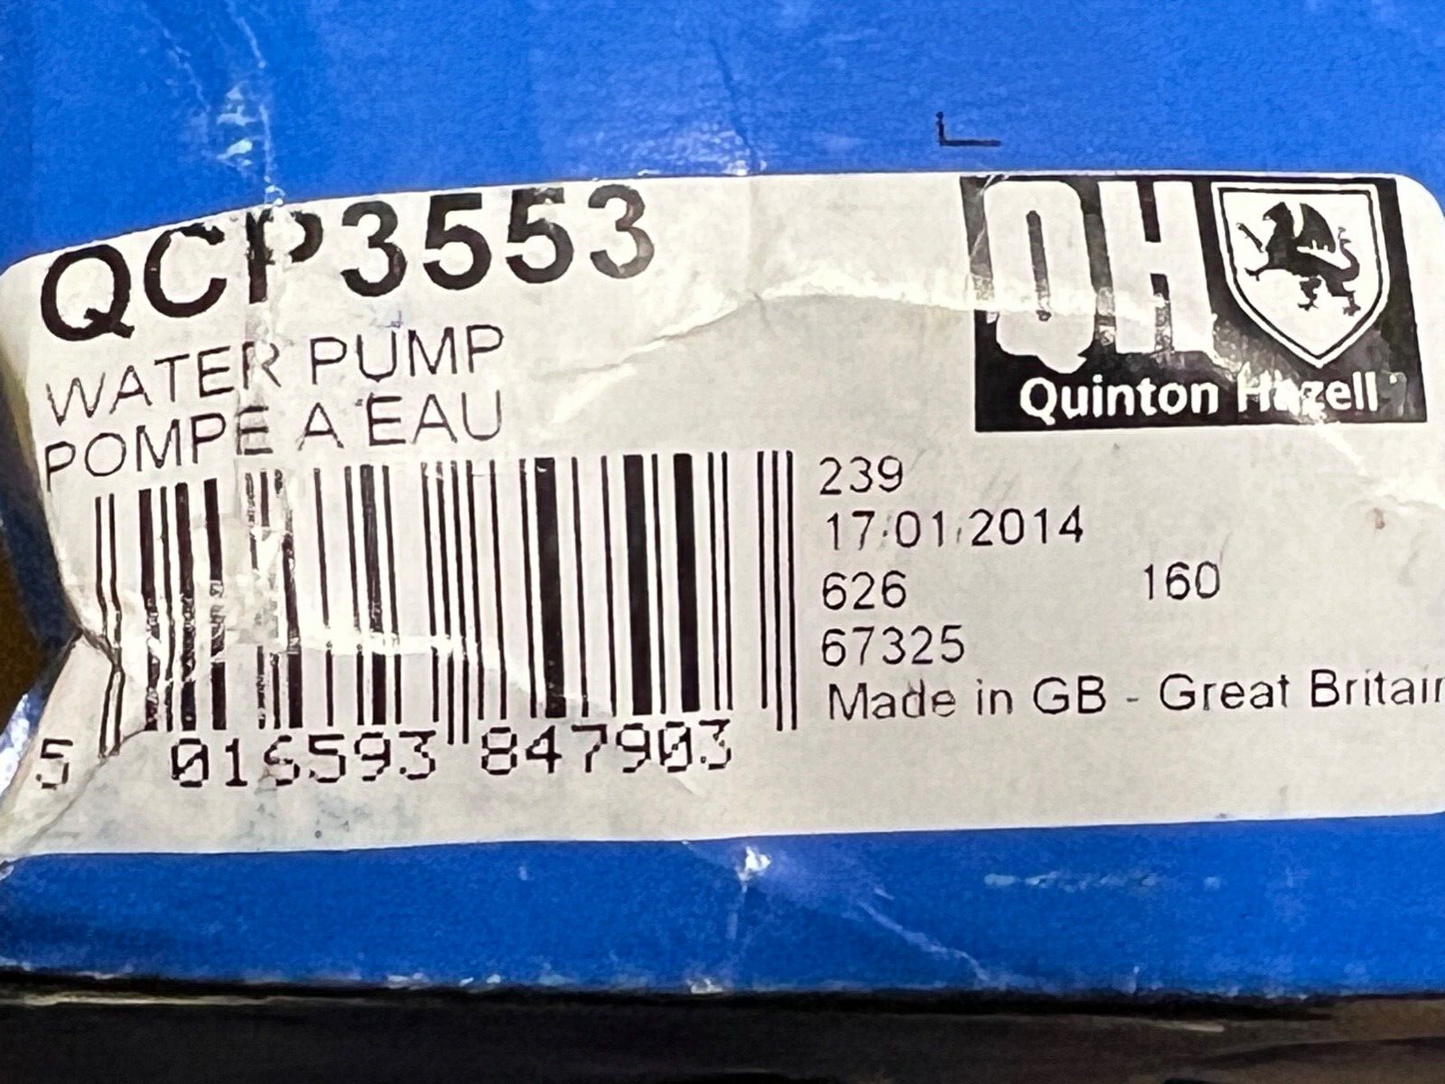 QCP3553
WATER PUMP
POMPE A EAU
QH
Quinton Hazell
239
17.01.2014
626 160
67325
Made in GB - Great Britain
5 016593 847903